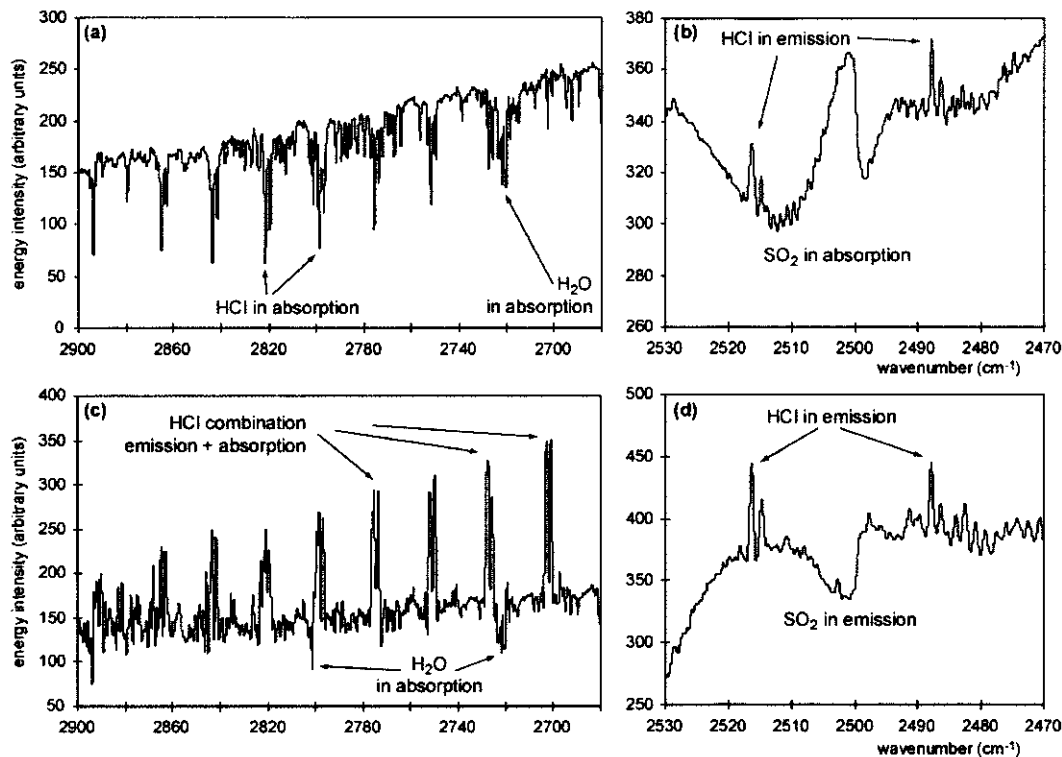 (a)
300
250
200
150
100
50
0
energy intensity (arbitrary units)
HCl in absorption
H2O
in absorption
2900 2860 2820 2780 2740 2700
(b)
380
360
340
320
300
280
260
HCl in emission
SO2 in absorption
2530 2510 2500 2490 2480 2470
wavenumber (cm-1)
(c)
400
350
300
250
200
150
100
50
energy intensity (arbitrary units)
HCl combination
emission + absorption
H2O
in absorption
2900 2860 2820 2780 2740 2700
(d)
500
450
400
350
300
250
HCl in emission
SO2 in emission
2530 2510 2500 2490 2480 2470
wavenumber (cm-1)